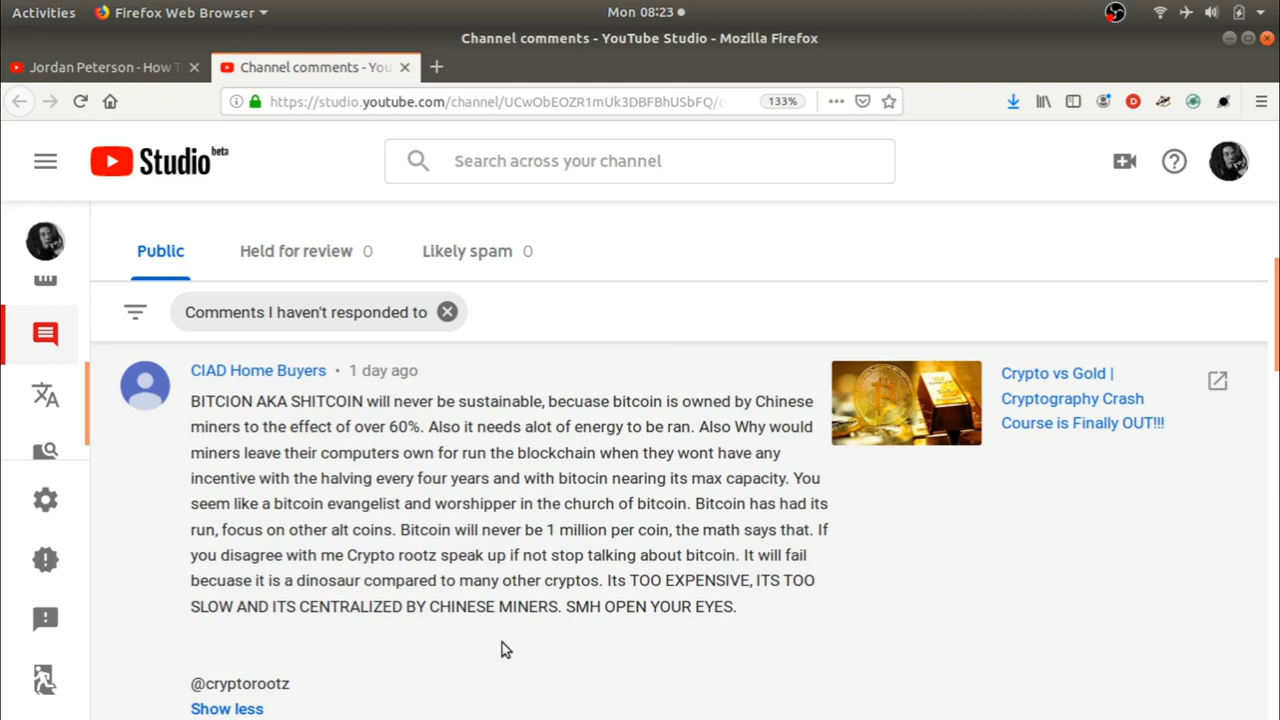 Activities Firefox Web Browser Mon 08:23
Channel comments - YouTube Studio - Mozilla Firefox
Jordan Peterson - How T Channel comments - You
https://studio.youtube.com/channel/UCwObEOZR1mUk3DBFBhUSbFQ/c 133%
Studio beta Search across your channel
Public Held for review 0 Likely spam 0
Comments I haven't responded to
CIAD Home Buyers • 1 day ago
BITCION AKA SHITCOIN will never be sustainable, becuase bitcoin is owned by Chinese
miners to the effect of over 60%. Also it needs alot of energy to be ran. Also Why would
miners leave their computers own for run the blockchain when they wont have any
incentive with the halving every four years and with bitocin nearing its max capacity. You
seem like a bitcoin evangelist and worshipper in the church of bitcoin. Bitcoin has had its
run, focus on other alt coins. Bitcoin will never be 1 million per coin, the math says that. If
you disagree with me Crypto rootz speak up if not stop talking about bitcoin. It will fail
becuase it is a dinosaur compared to many other cryptos. Its TOO EXPENSIVE, ITS TOO
SLOW AND ITS CENTRALIZED BY CHINESE MINERS. SMH OPEN YOUR EYES.
@cryptorootz
Show less
Crypto vs Gold |
Cryptography Crash
Course is Finally OUT!!!